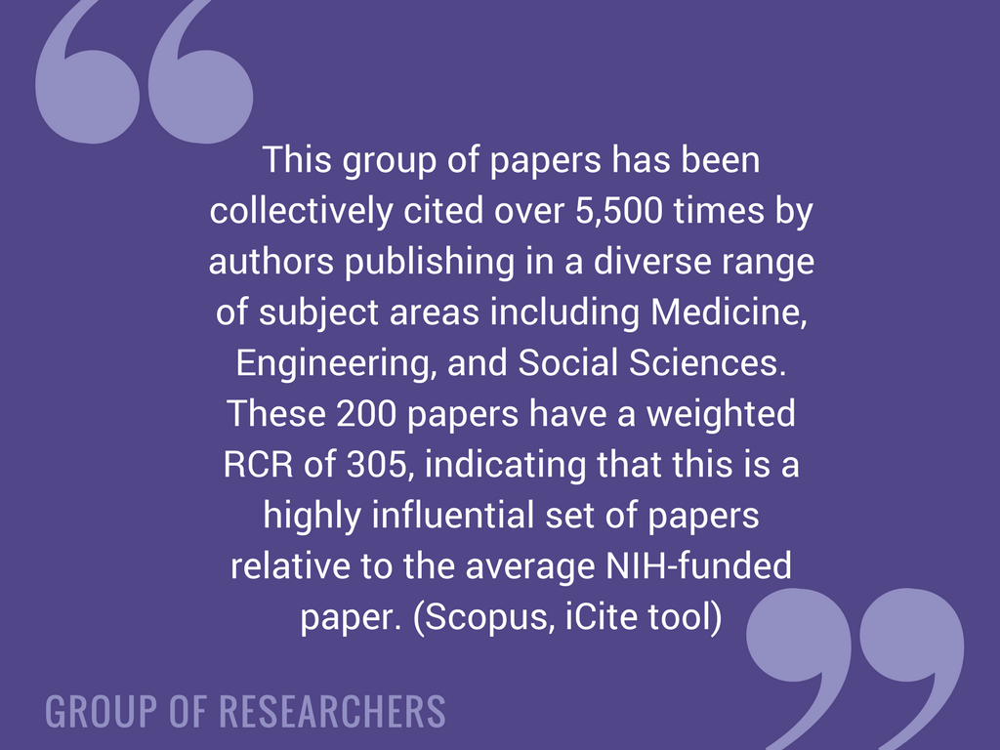 This group of papers has been
collectively cited over 5,500 times by
authors publishing in a diverse range
of subject areas including Medicine,
Engineering, and Social Sciences.
These 200 papers have a weighted
RCR of 305, indicating that this is a
highly influential set of papers
relative to the average NIH-funded
paper. (Scopus, iCite tool)
GROUP OF RESEARCHERS